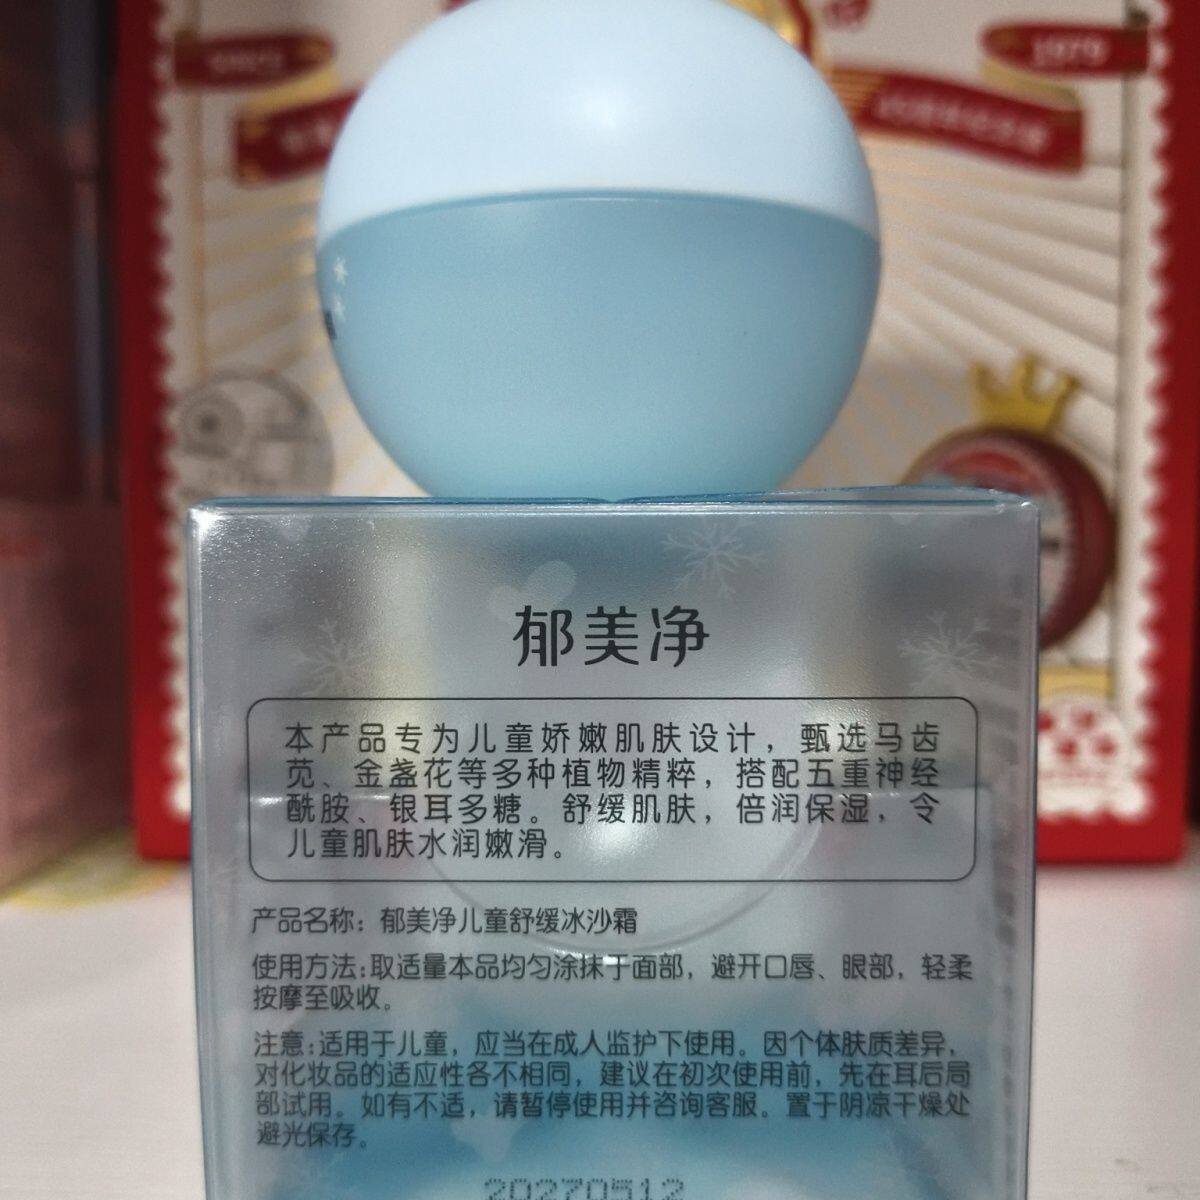 1979
郁美净
本产品专为儿童娇嫩肌肤设计，甄选马齿
苋、金盏花等多种植物精粹，搭配五重神经
酰胺、银耳多糖。舒缓肌肤，倍润保湿，令
儿童肌肤水润嫩滑。
产品名称：郁美净儿童舒缓冰沙霜
使用方法：取适量本品均匀涂抹于面部，避开口唇、眼部，轻柔
按摩至吸收。
注意：适用于儿童，应当在成人监护下使用。因个体肤质差异，
对化妆品的适应性各不相同，建议在初次使用前，先在耳后局
部试用。如有不适，请暂停使用并咨询客服。置于阴凉干燥处
避光保存。
20270512